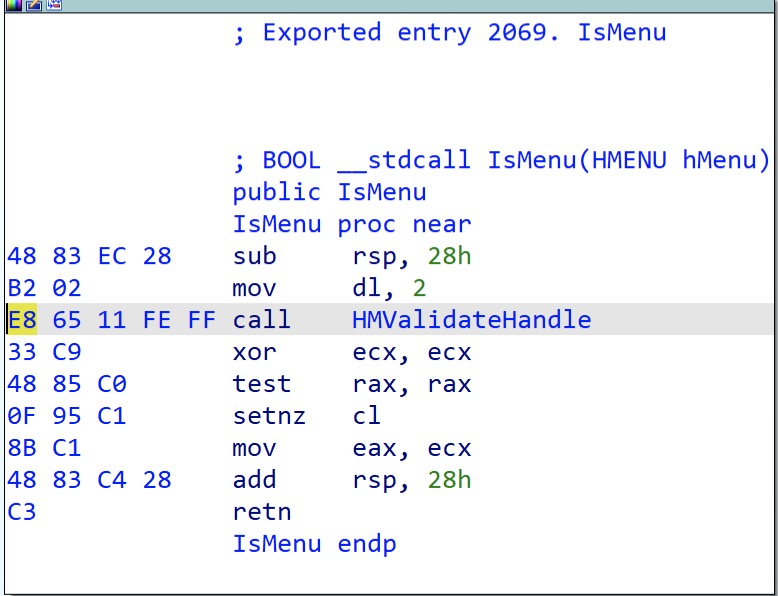 ; Exported entry 2069. IsMenu
; BOOL __stdcall IsMenu(HMENU hMenu)
public IsMenu
IsMenu proc near
48 83 EC 28 sub rsp, 28h
B2 02 mov dl, 2
E8 65 11 FE FF call HMValidateHandle
33 C9 xor ecx, ecx
48 85 C0 test rax, rax
0F 95 C1 setnz cl
8B C1 mov eax, ecx
48 83 C4 28 add rsp, 28h
C3 retn
IsMenu endp